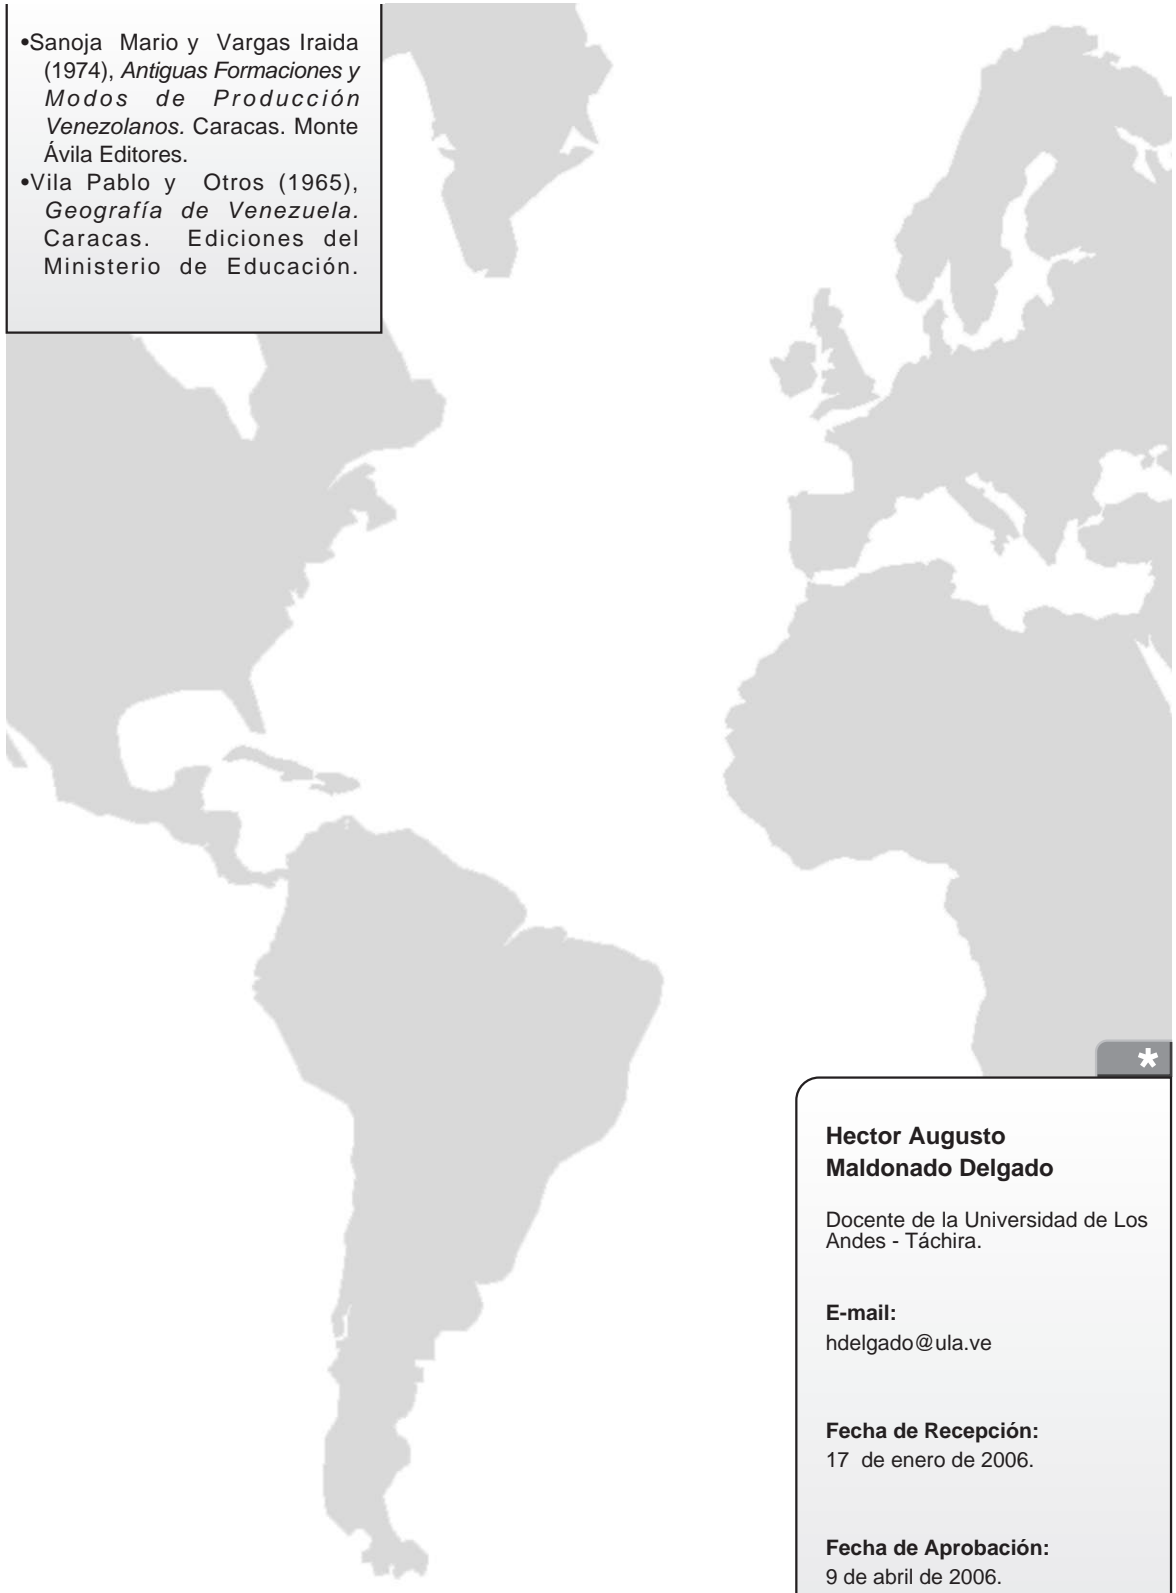 •Sanoja Mario y Vargas Iraida
(1974), Antiguas Formaciones y
Modos de Producción
Venezolanos. Caracas. Monte
Ávila Editores.
•Vila Pablo y Otros (1965),
Geografía de Venezuela.
Caracas. Ediciones del
Ministerio de Educación.
*
Hector Augusto
Maldonado Delgado
Docente de la Universidad de Los
Andes - Táchira.
E-mail:
hdelgado@ula.ve
Fecha de Recepción:
17 de enero de 2006.
Fecha de Aprobación:
9 de abril de 2006.